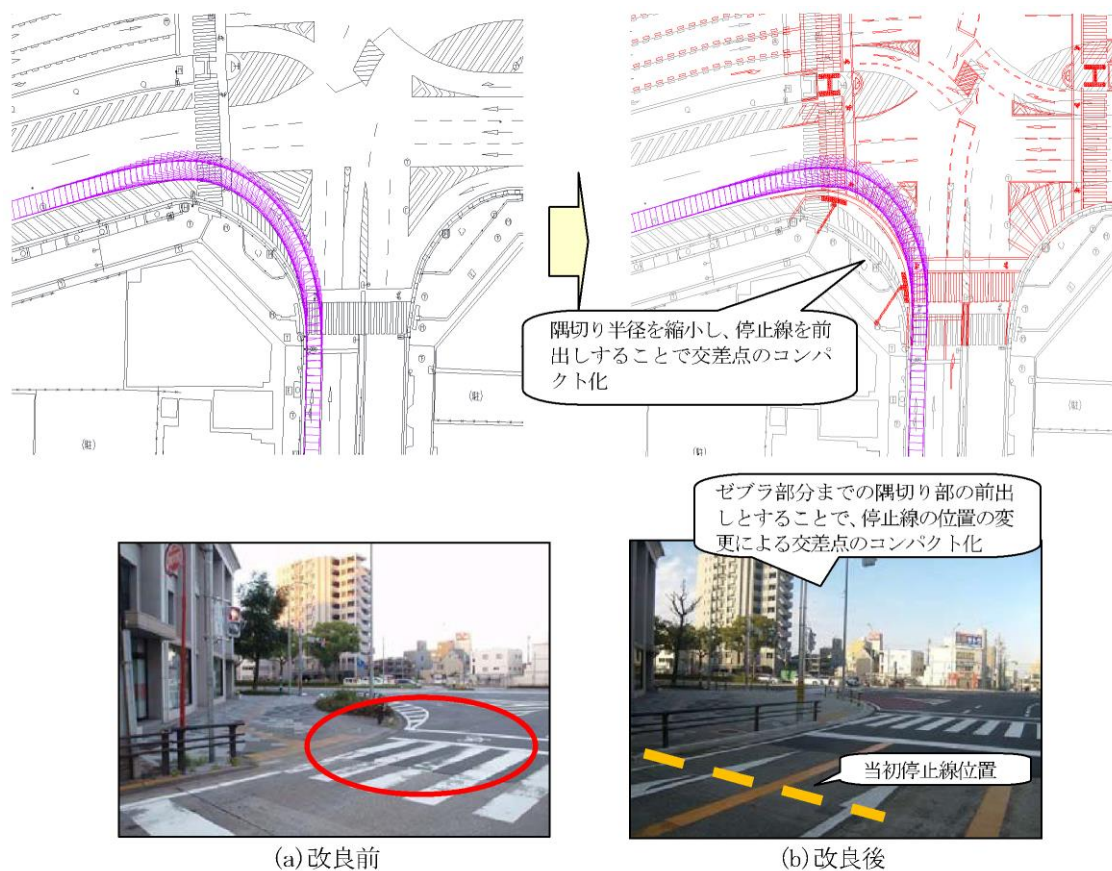 隅切り半径を縮小し、停止線を前
出しすることで交差点のコンパ
クト化
(駐)
(駐)
(駐)
(駐)
ゼブラ部分までの隅切り部の前出
しとすることで、停止線の位置の変
更による交差点のコンパクト化
当初停止線位置
(a)改良前
(b)改良後